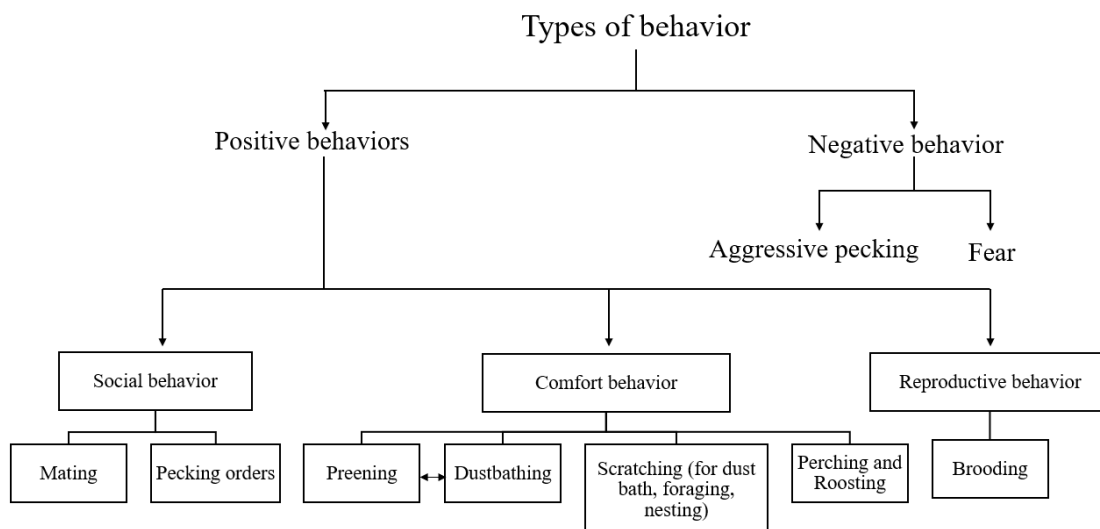 Types of behavior
Positive behaviors
Negative behavior
Aggressive pecking
Fear
Social behavior
Comfort behavior
Reproductive behavior
Mating
Pecking orders
Preening
Dustbathing
Scratching (for dust
bath, foraging,
nesting)
Perching and
Roosting
Brooding